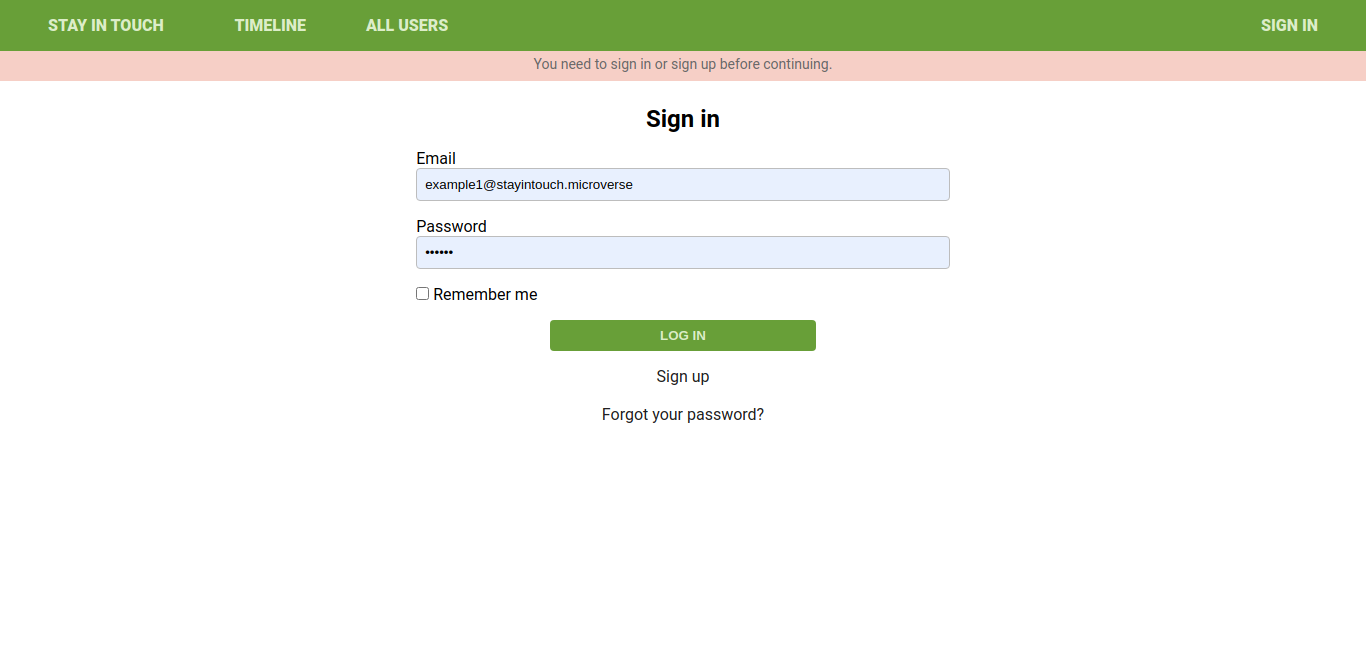 STAY IN TOUCH TIMELINE ALL USERS SIGN IN
You need to sign in or sign up before continuing.
Sign in
Email
example1@stayintouch.microverse
Password
••••••
Remember me
LOG IN
Sign up
Forgot your password?